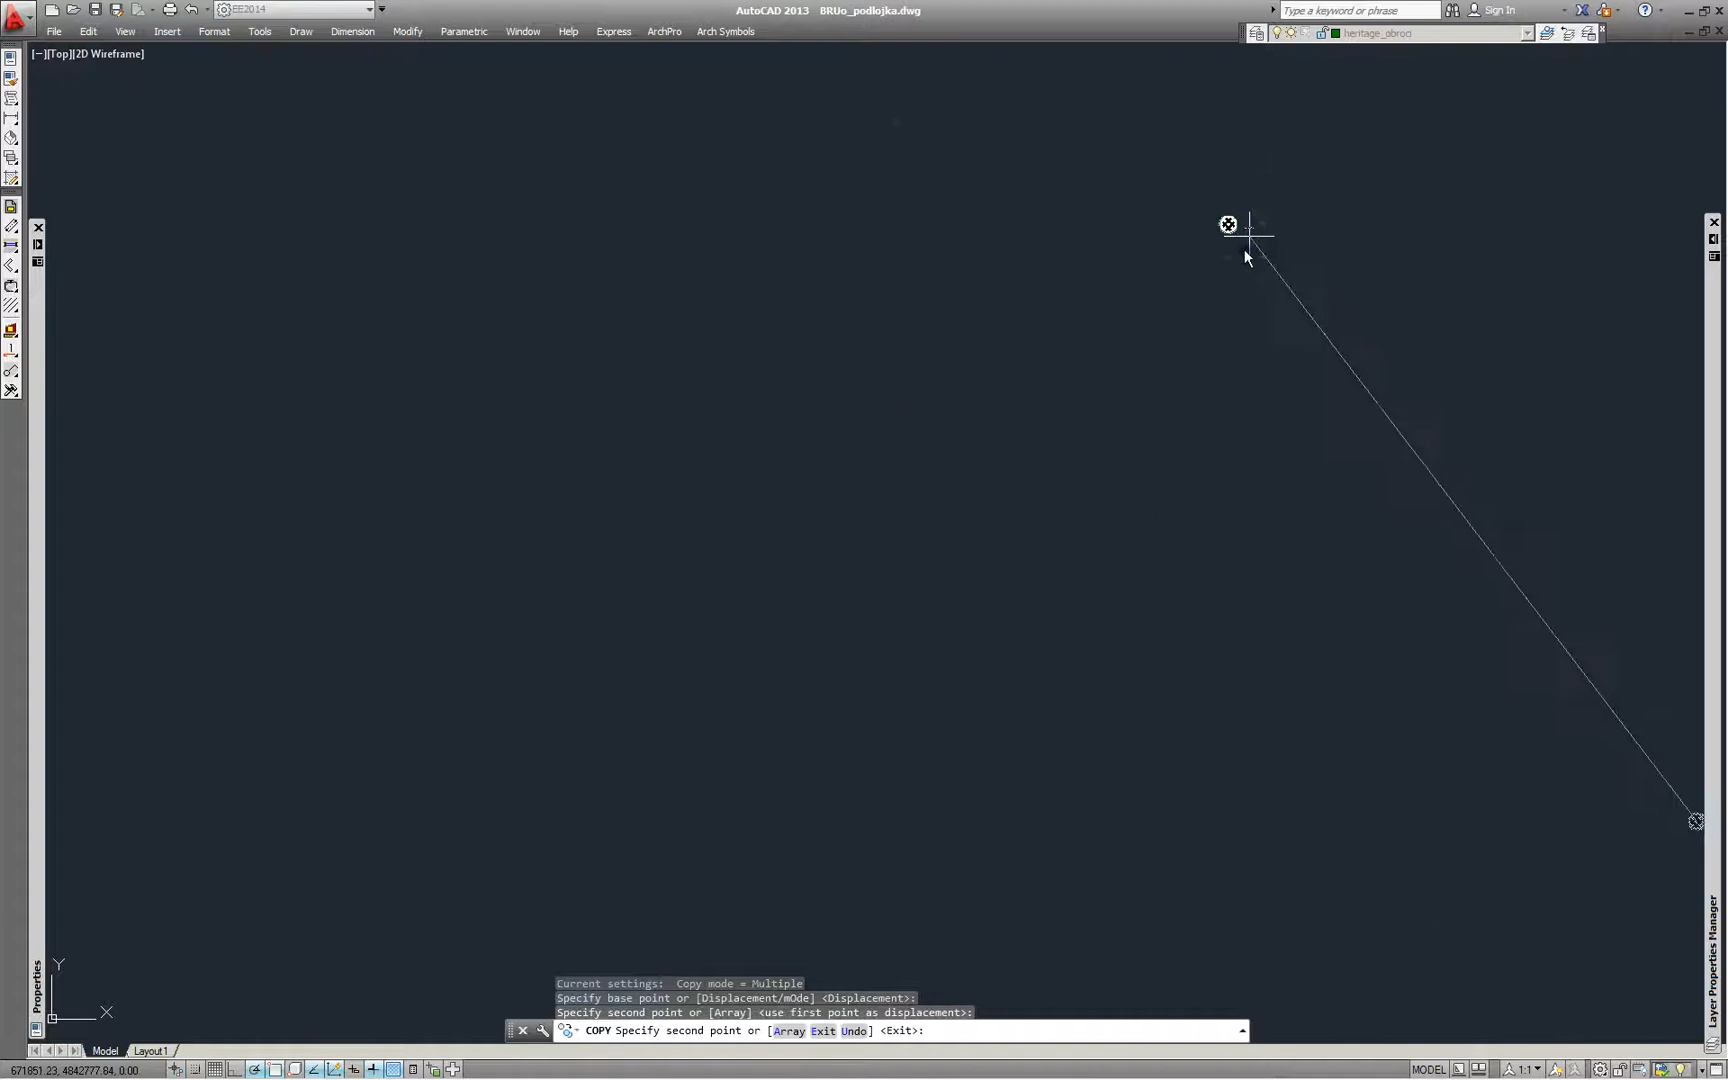 EE2014
AutoCAD 2013 BRUo_podlojka.dwg
Type a keyword or phrase
Sign In
File Edit View Insert Format Tools Draw Dimension Modify Parametric Window Help Express ArchPro Arch Symbols
heritage_obroci
[−][Top][2D Wireframe]
Properties
Layer Properties Manager
Y
X
Current settings: Copy mode = Multiple
Specify base point or [Displacement/mOde] <Displacement>:
Specify second point or [Array] <use first point as displacement>:
COPY Specify second point or [Array Exit Undo] <Exit>:
Model Layout1
671851.23, 4842777.84, 0.00
MODEL
1:1